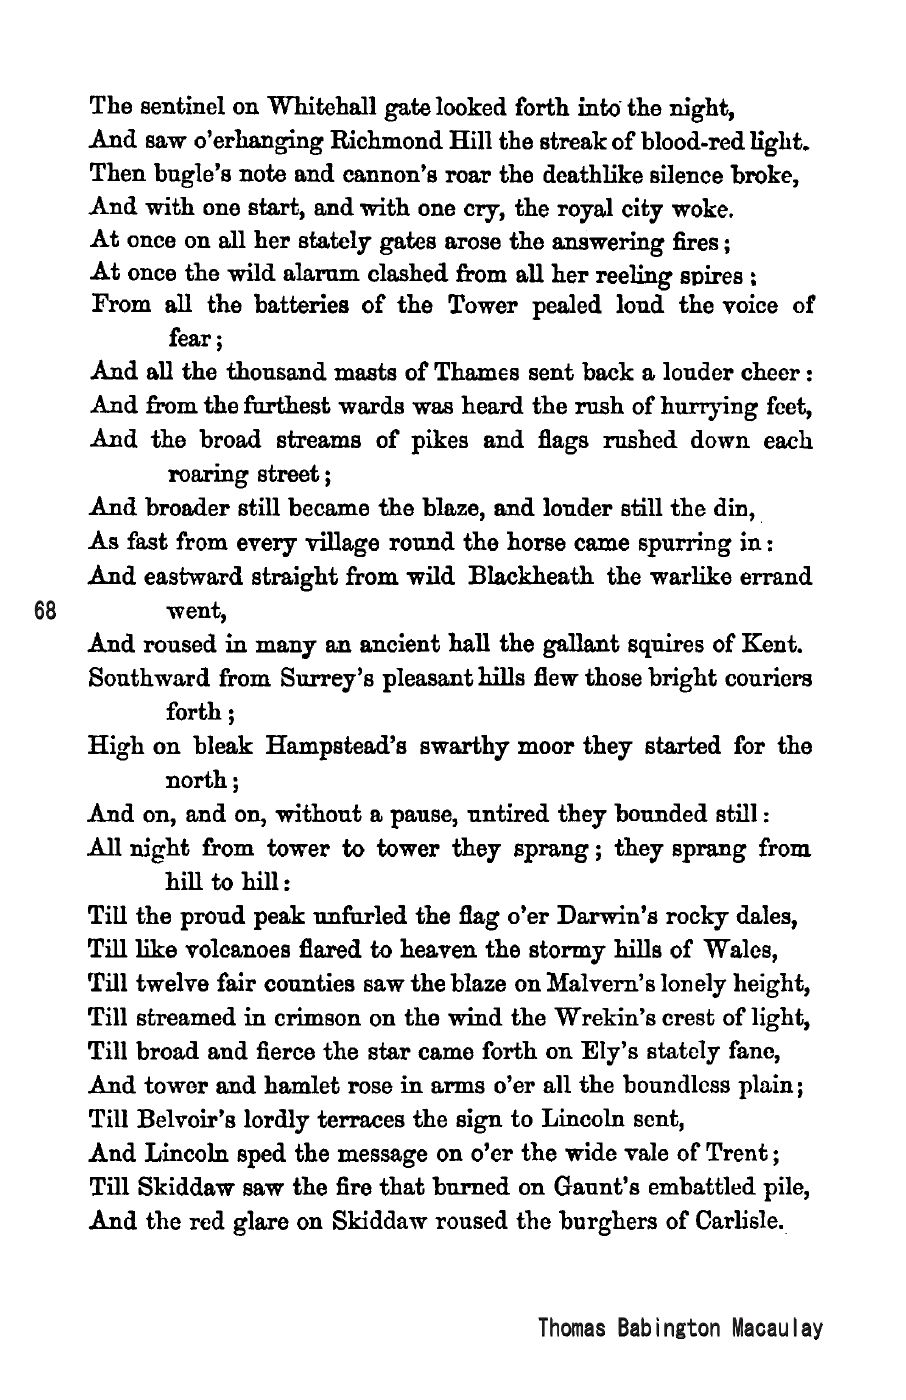 The sentinel on Whitehall gate looked forth into the night,
And saw o'erhanging Richmond Hill the streak of blood-red light.
Then bugle's note and cannon's roar the deathlike silence broke,
And with one start, and with one cry, the royal city woke.
At once on all her stately gates arose the answering fires;
At once the wild alarum clashed from all her reeling spires;
From all the batteries of the Tower pealed loud the voice of
fear;
And all the thousand masts of Thames sent back a louder cheer:
And from the furthest wards was heard the rush of hurrying feet,
And the broad streams of pikes and flags rushed down each
roaring street;
And broader still became the blaze, and louder still the din,
As fast from every village round the horse came spurring in:
And eastward straight from wild Blackheath the warlike errand
68 went,
And roused in many an ancient hall the gallant squires of Kent.
Southward from Surrey's pleasant hills flew those bright couriers
forth;
High on bleak Hampstead's swarthy moor they started for the
north;
And on, and on, without a pause, untired they bounded still:
All night from tower to tower they sprang; they sprang from
hill to hill:
Till the proud peak unfurled the flag o'er Darwin's rocky dales,
Till like volcanoes flared to heaven the stormy hills of Wales,
Till twelve fair counties saw the blaze on Malvern's lonely height,
Till streamed in crimson on the wind the Wrekin's crest of light,
Till broad and fierce the star came forth on Ely's stately fane,
And tower and hamlet rose in arms o'er all the boundless plain;
Till Belvoir's lordly terraces the sign to Lincoln sent,
And Lincoln sped the message on o'er the wide vale of Trent;
Till Skiddaw saw the fire that burned on Gaunt's embattled pile,
And the red glare on Skiddaw roused the burghers of Carlisle.
Thomas Babington Macaulay